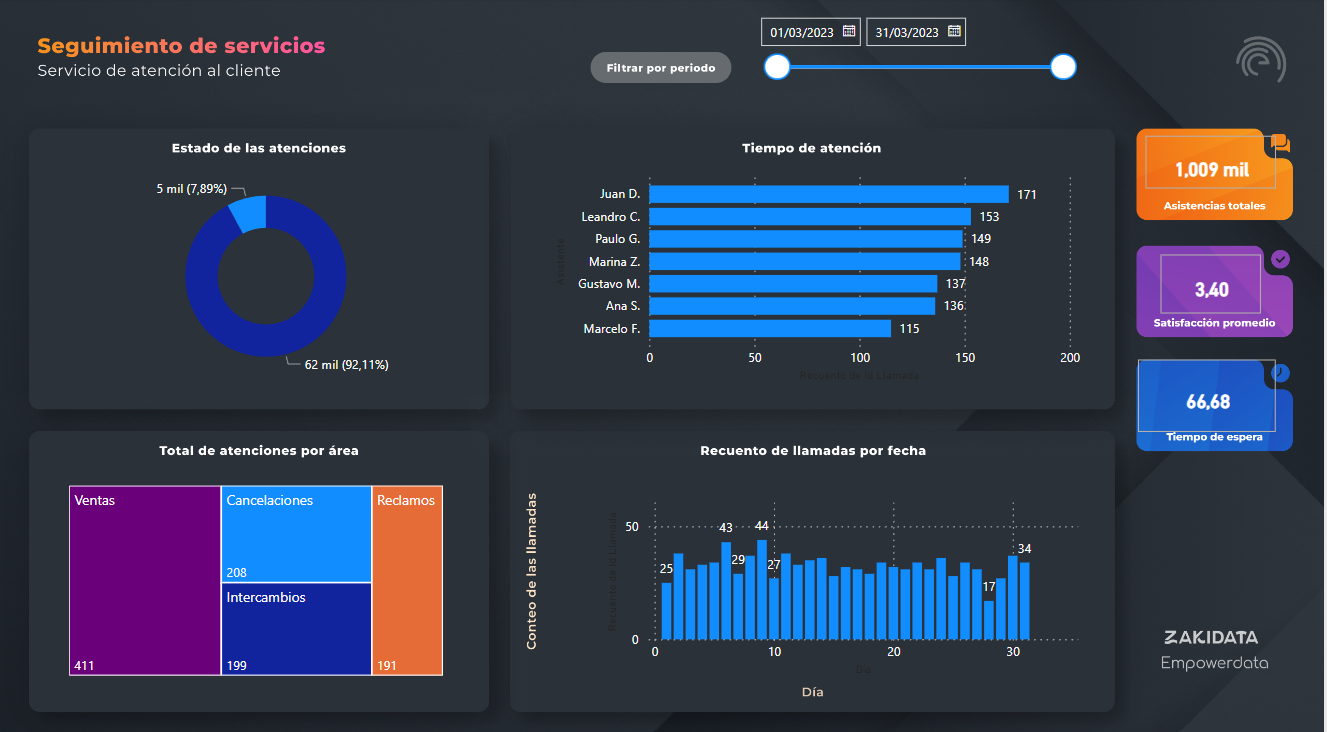 Seguimiento de servicios
Servicio de atención al cliente
Filtrar por periodo
01/03/2023
31/03/2023
Estado de las atenciones
5 mil (7,89%)
62 mil (92,11%)
Tiempo de atención
Asistente
Juan D.
171
Leandro C.
153
Paulo G.
149
Marina Z.
148
Gustavo M.
137
Ana S.
136
Marcelo F.
115
0 50 100 150 200
Recuento de la Llamada
1,009 mil
Asistencias totales
3,40
Satisfacción promedio
66,68
Tiempo de espera
Total de atenciones por área
Ventas
411
Cancelaciones
208
Intercambios
199
Reclamos
191
Recuento de llamadas por fecha
Conteo de las llamadas
Recuento de la Llamada
50
0
25
43
29
44
27
17
34
0 10 20 30
Día
Día
ZAKIDATA
Empowerdata